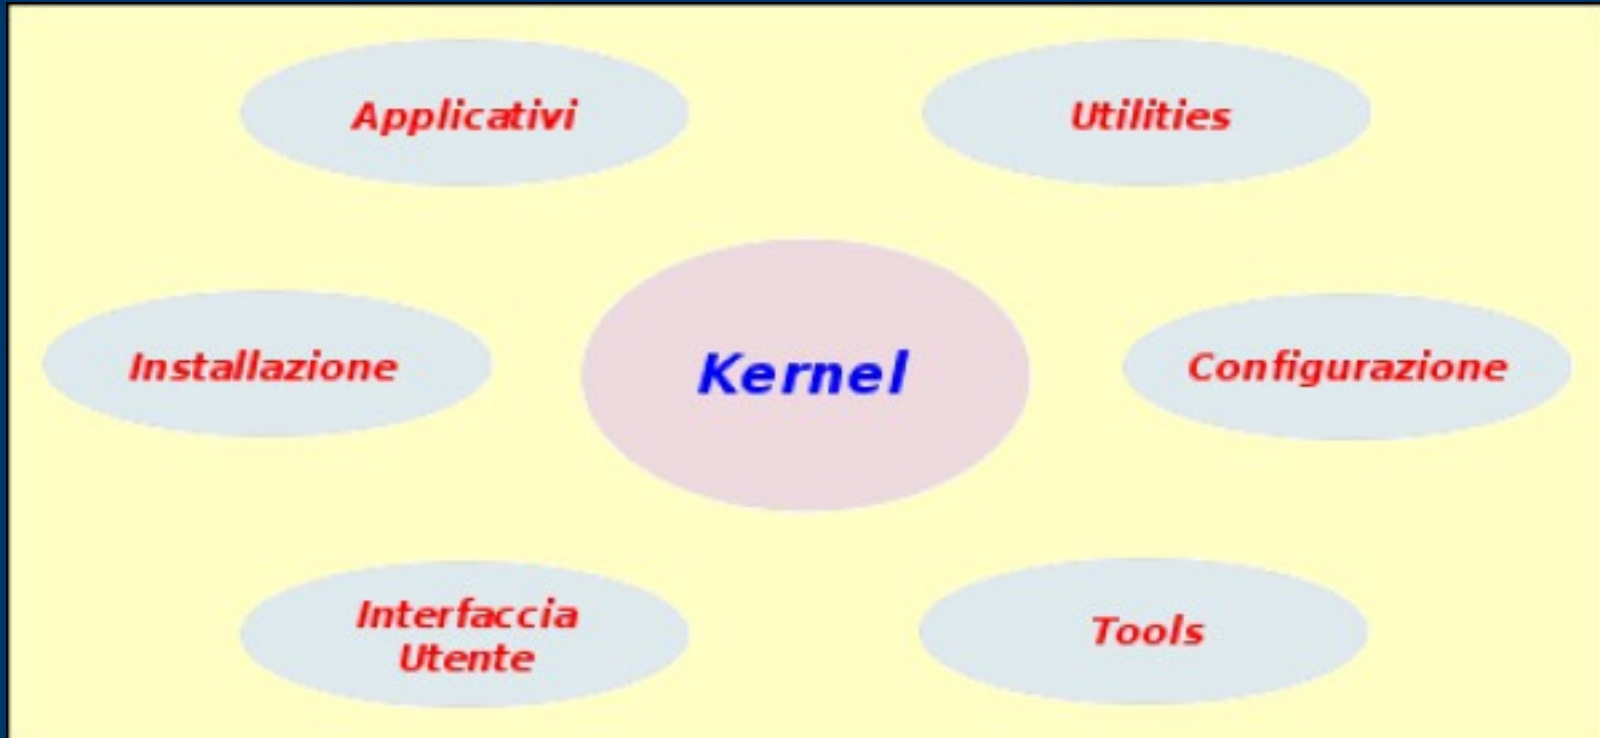 Applicativi
Utilities
Installazione
Kernel
Configurazione
Interfaccia
Utente
Tools